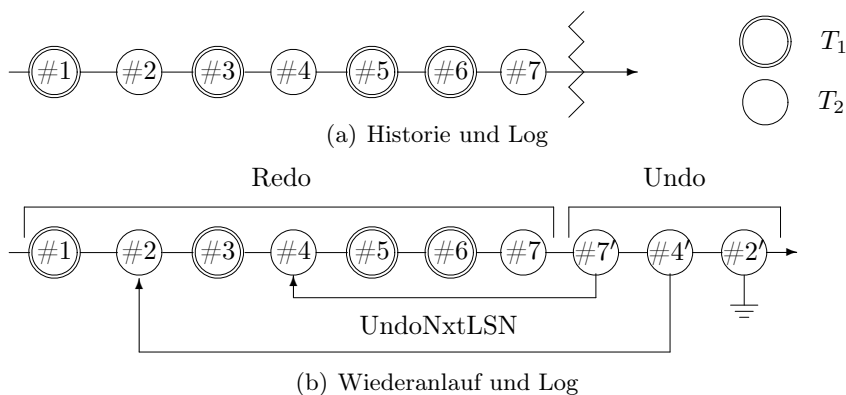 #1 #2 #3 #4 #5 #6 #7 T₁
T₂
(a) Historie und Log
Redo Undo
#1 #2 #3 #4 #5 #6 #7 #7′ #4′ #2′
UndoNxtLSN
(b) Wiederanlauf und Log